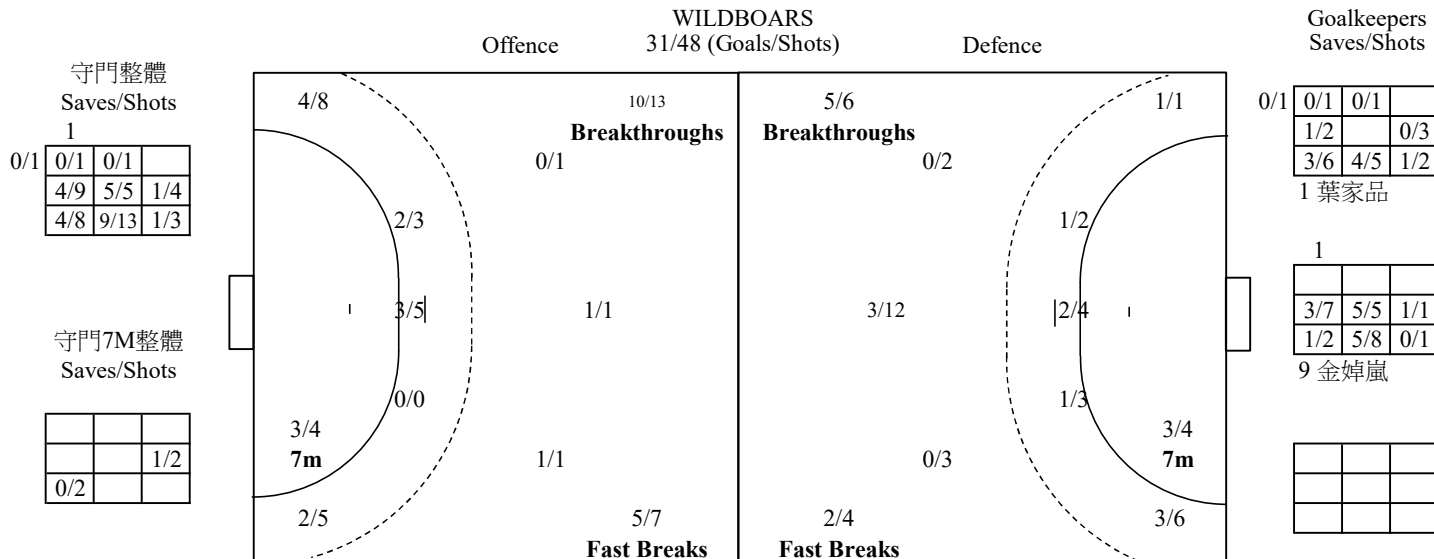 WILDBOARS
Offence 31/48 (Goals/Shots) Defence
Goalkeepers
Saves/Shots
守門整體
Saves/Shots
1
0/1 0/1 0/1
4/9 5/5 1/4
4/8 9/13 1/3
守門7M整體
Saves/Shots
1/2
0/2
4/8 10/13
Breakthroughs
0/1
2/3
3/5 1/1
0/0
3/4
7m
1/1
2/5 5/7
Fast Breaks
5/6 1/1
Breakthroughs
0/2
1/2
3/12 2/4
1/3
3/4
7m
0/3
2/4 3/6
Fast Breaks
0/1 0/1 0/1
1/2 0/3
3/6 4/5 1/2
1 葉家品
1
3/7 5/5 1/1
1/2 5/8 0/1
9 金婥嵐